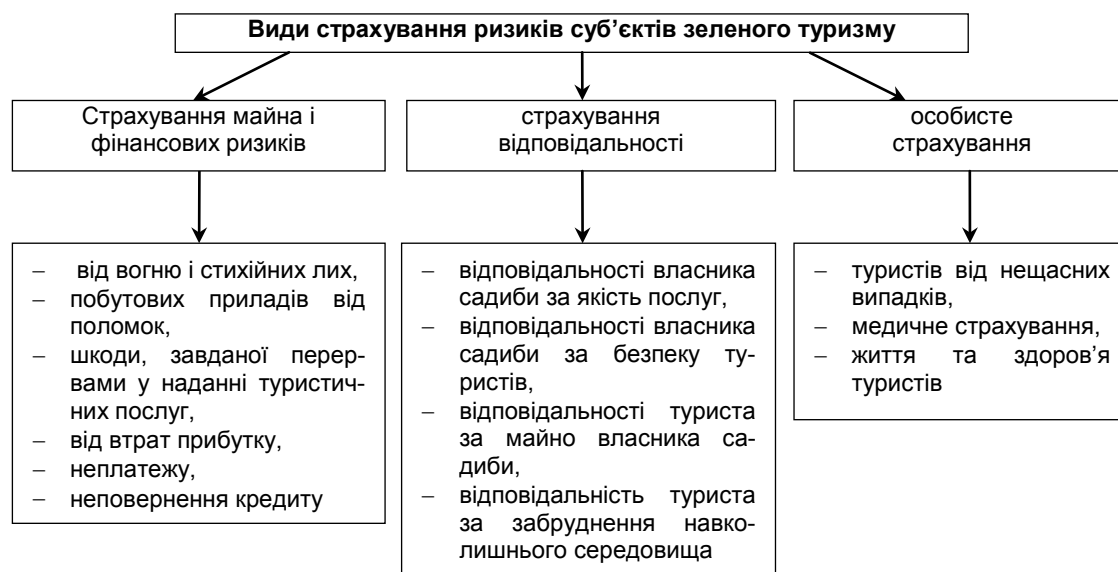 Види страхування ризиків суб’єктів зеленого туризму
Страхування майна і
фінансових ризиків
страхування
відповідальності
особисте
страхування
– від вогню і стихійних лих,
– побутових приладів від
поломок,
– шкоди, завданої перер-
вами у наданні туристич-
них послуг,
– від втрат прибутку,
– неплатежу,
– неповернення кредиту
– відповідальності власника
садиби за якість послуг,
– відповідальності власника
садиби за безпеку ту-
ристів,
– відповідальності туриста
за майно власника са-
диби,
– відповідальність туриста
за забруднення навко-
лишнього середовища
– туристів від нещасних
випадків,
– медичне страхування,
– життя та здоров’я
туристів